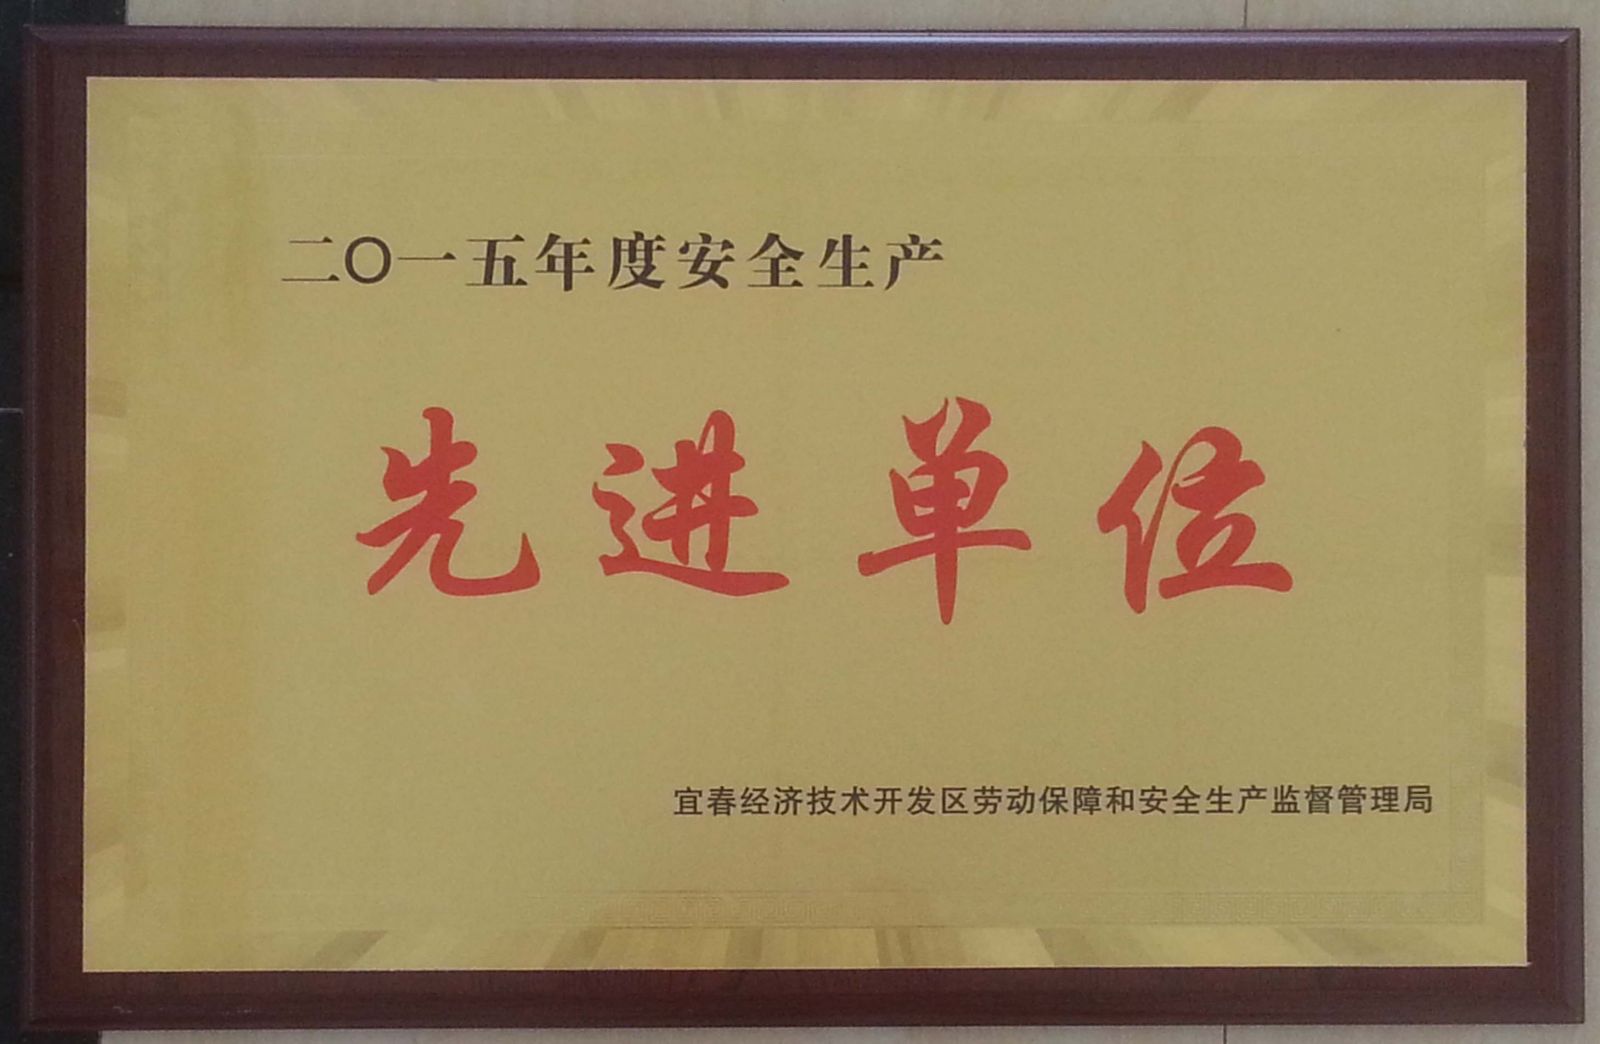 二〇一五年度安全生产
先进单位
宜春经济技术开发区劳动保障和安全生产监督管理局